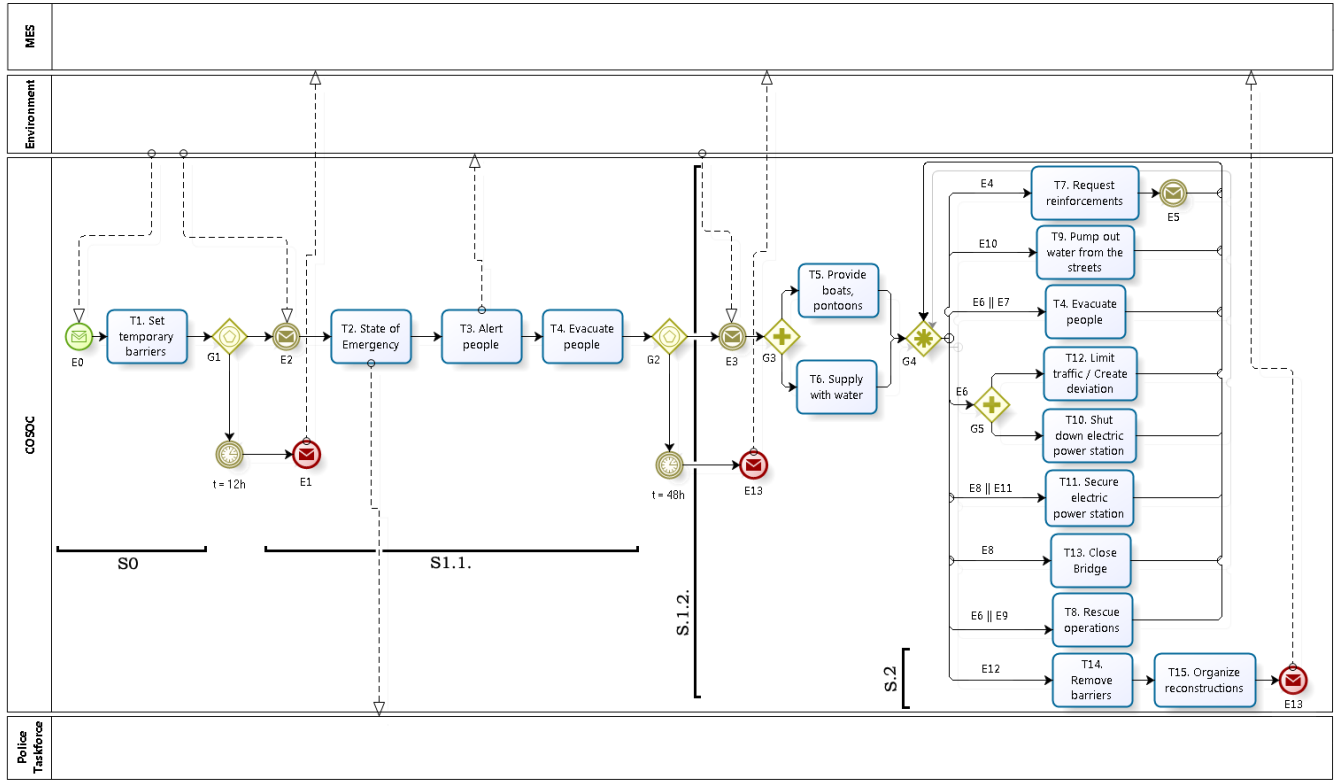 MES
Environment
COSOC
E0
T1. Set
temporary
barriers
G1
t = 12h
E1
E2
T2. State of
Emergency
T3. Alert
people
T4. Evacuate
people
G2
t = 48h
E13
E3
G3
T5. Provide
boats,
pontoons
T6. Supply
with water
G4
E4
T7. Request
reinforcements
E5
E10
T9. Pump out
water from the
streets
E6 || E7
T4. Evacuate
people
E6
G5
T12. Limit
traffic / Create
deviation
T10. Shut
down electric
power station
E8 || E11
T11. Secure
electric
power station
E8
T13. Close
Bridge
E6 || E9
T8. Rescue
operations
E12
T14.
Remove
barriers
T15. Organize
reconstructions
E13
S0
S1.1.
S.1.2.
S.2
Police
Taskforce